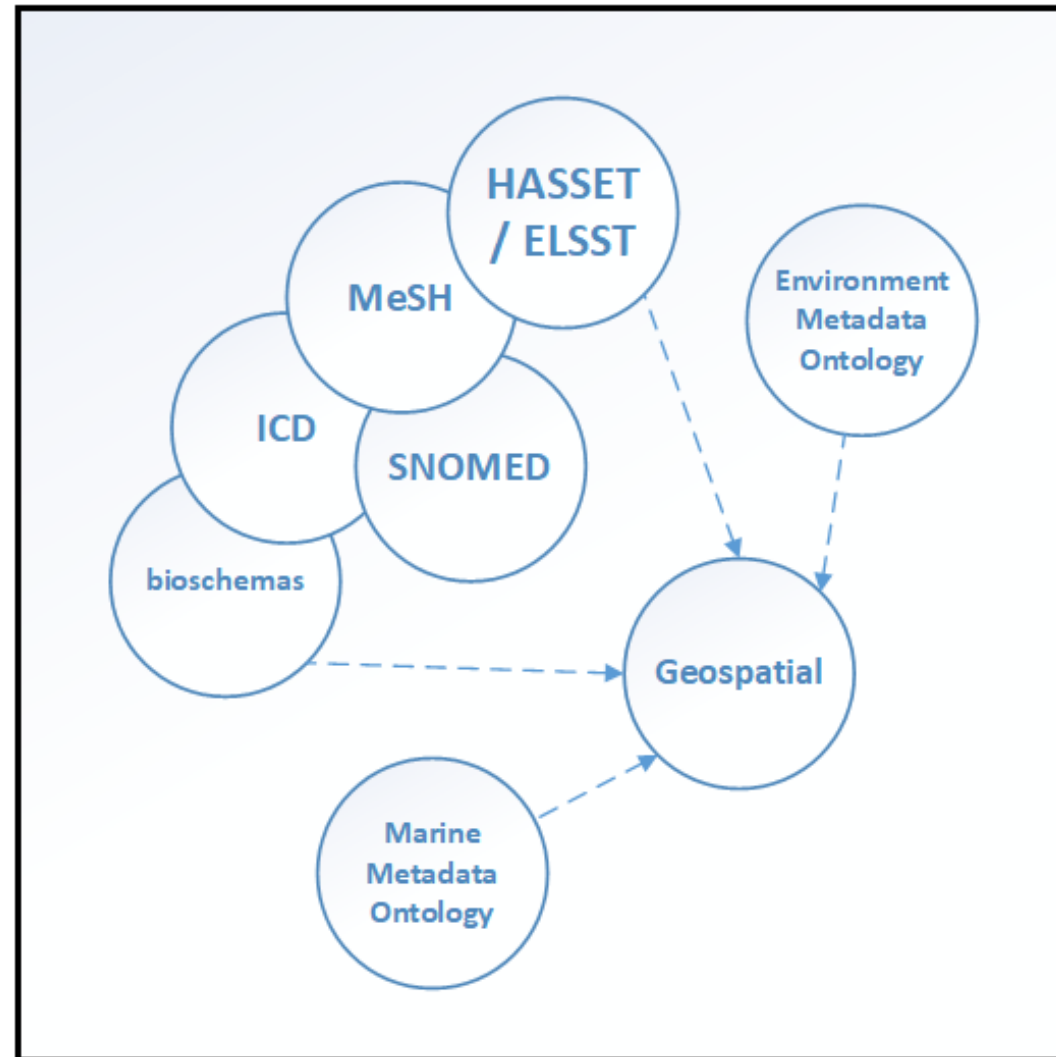 HASSET
/ ELSST
MeSH
Environment
Metadata
Ontology
ICD
SNOMED
bioschemas
Geospatial
Marine
Metadata
Ontology